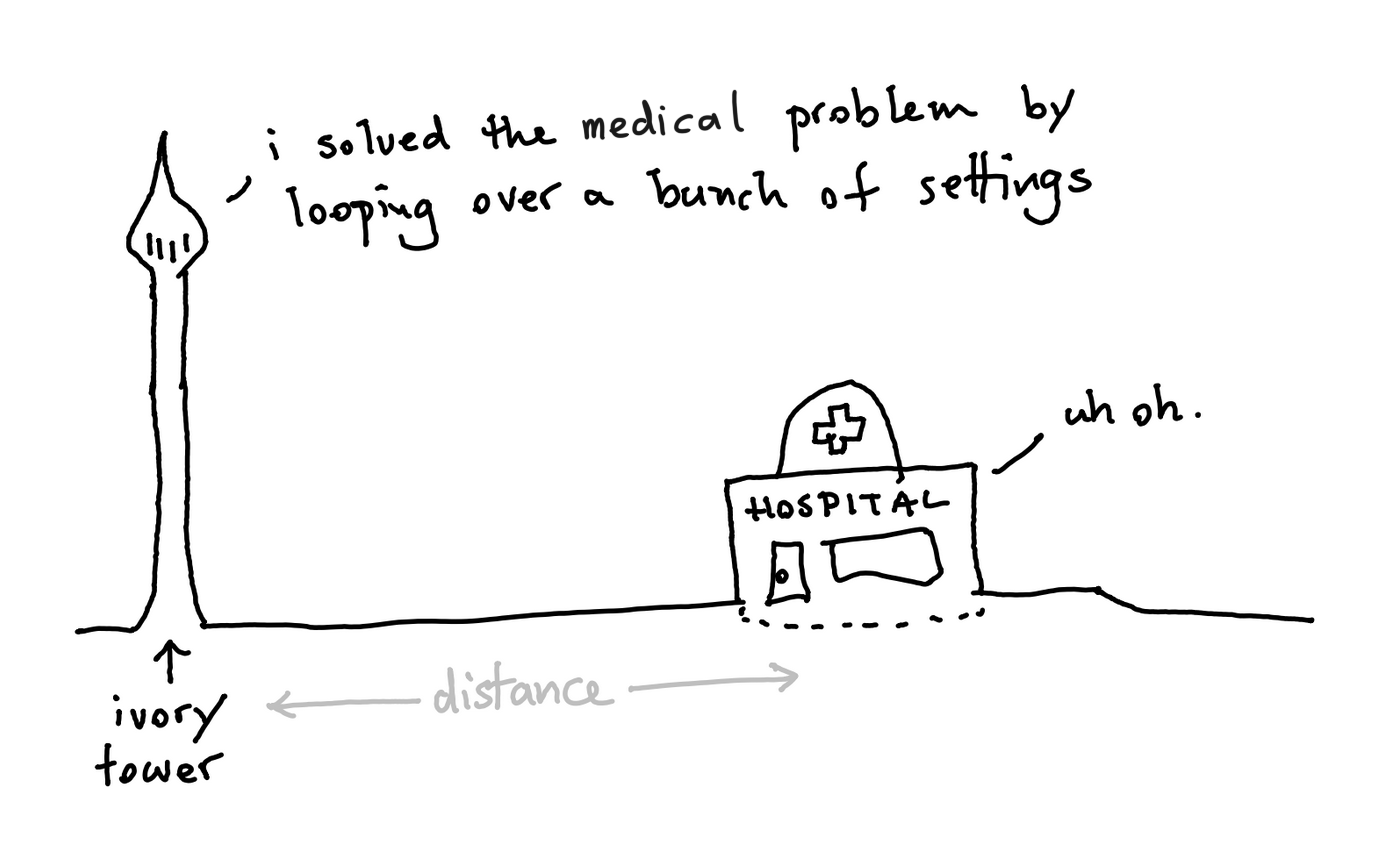 i solved the medical problem by
looping over a bunch of settings
uh oh.
HOSPITAL
distance
ivory
tower